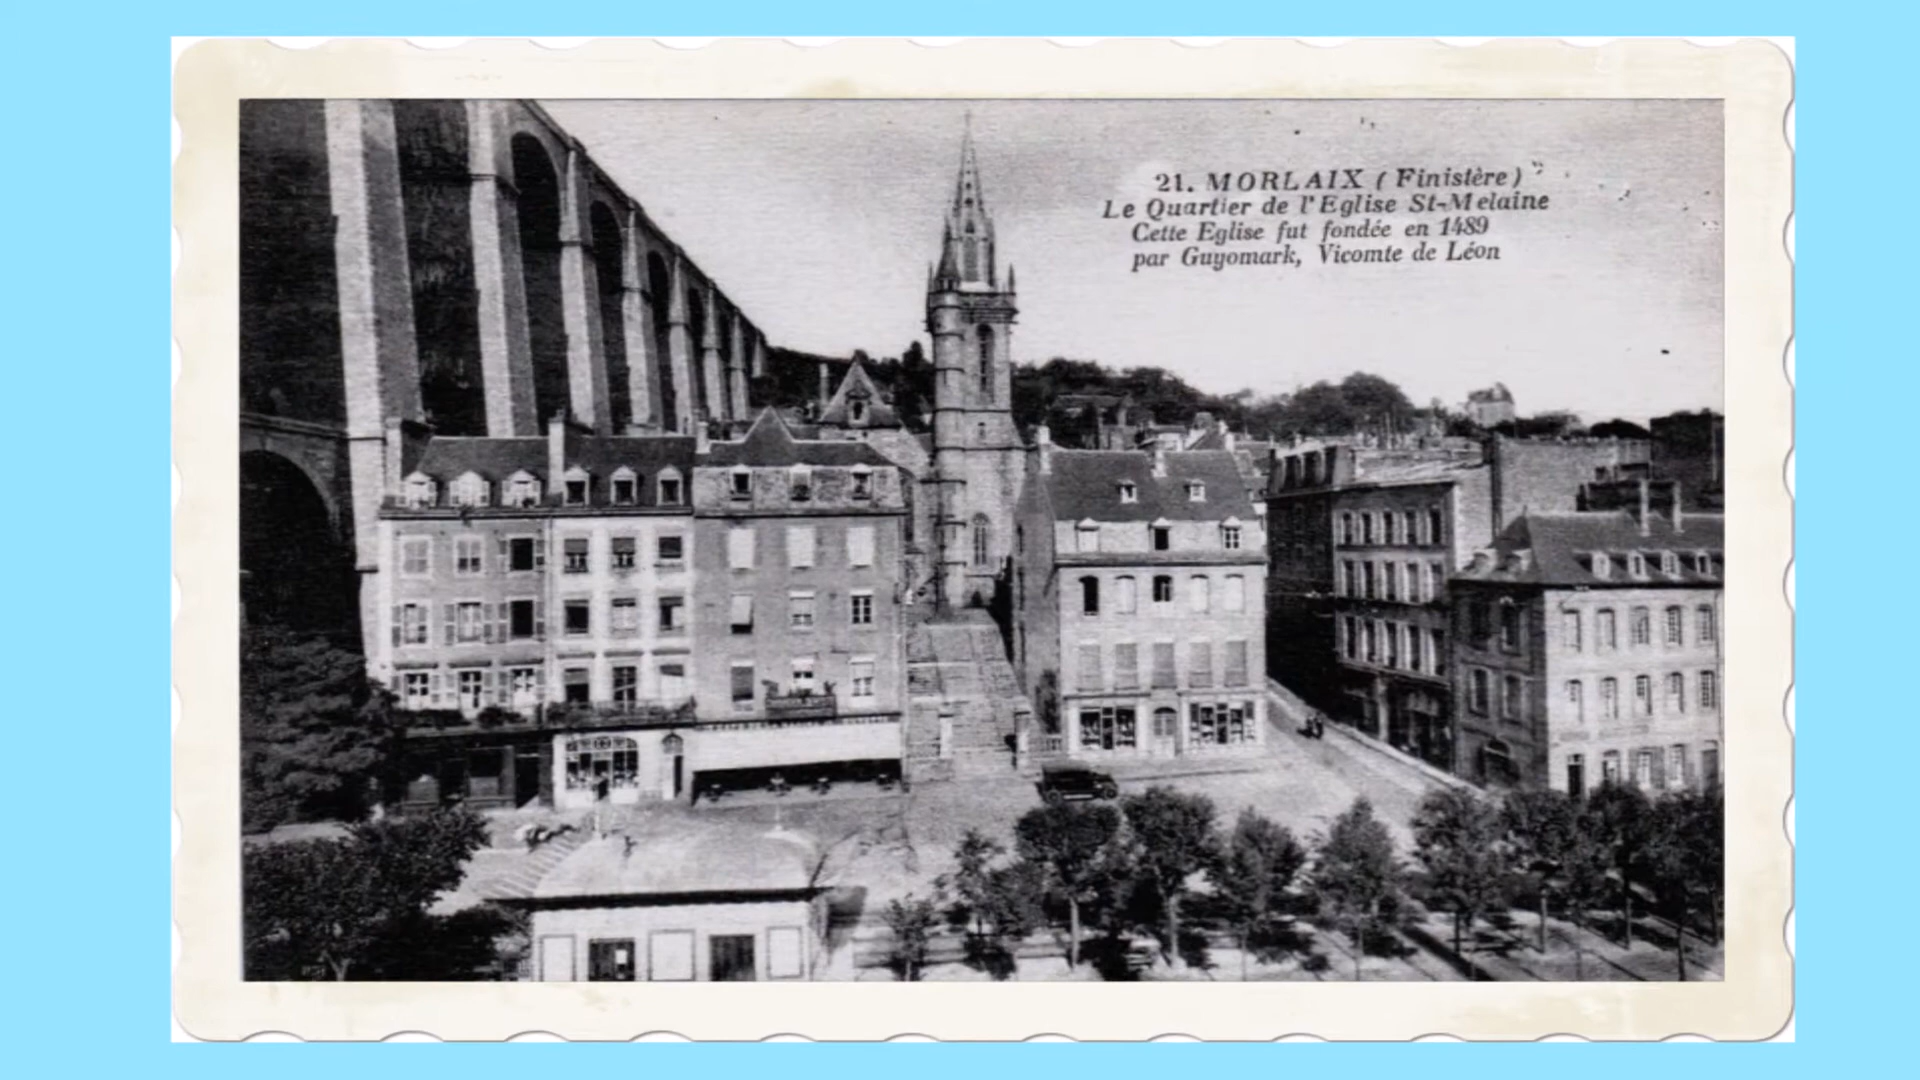 21. MORLAIX (Finistère)
Le Quartier de l'Eglise St-Melaine
Cette Eglise fut fondée en 1489
par Guyomark, Vicomte de Léon